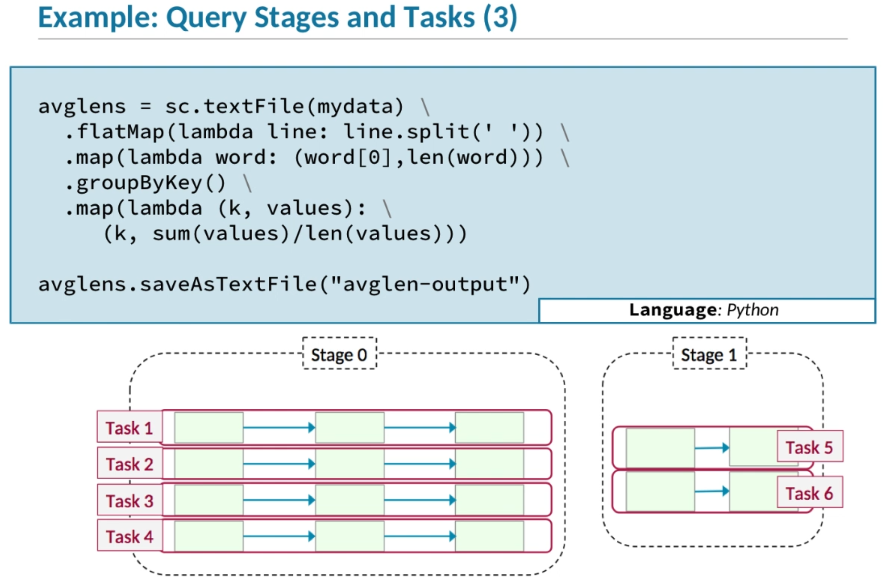 Example: Query Stages and Tasks (3)
avglens = sc.textFile(mydata) \
  .flatMap(lambda line: line.split(' ')) \
  .map(lambda word: (word[0],len(word))) \
  .groupByKey() \
  .map(lambda (k, values): \
     (k, sum(values)/len(values)))
avglens.saveAsTextFile("avglen-output")
Language: Python
Stage 0
Task 1
Task 2
Task 3
Task 4
Stage 1
Task 5
Task 6